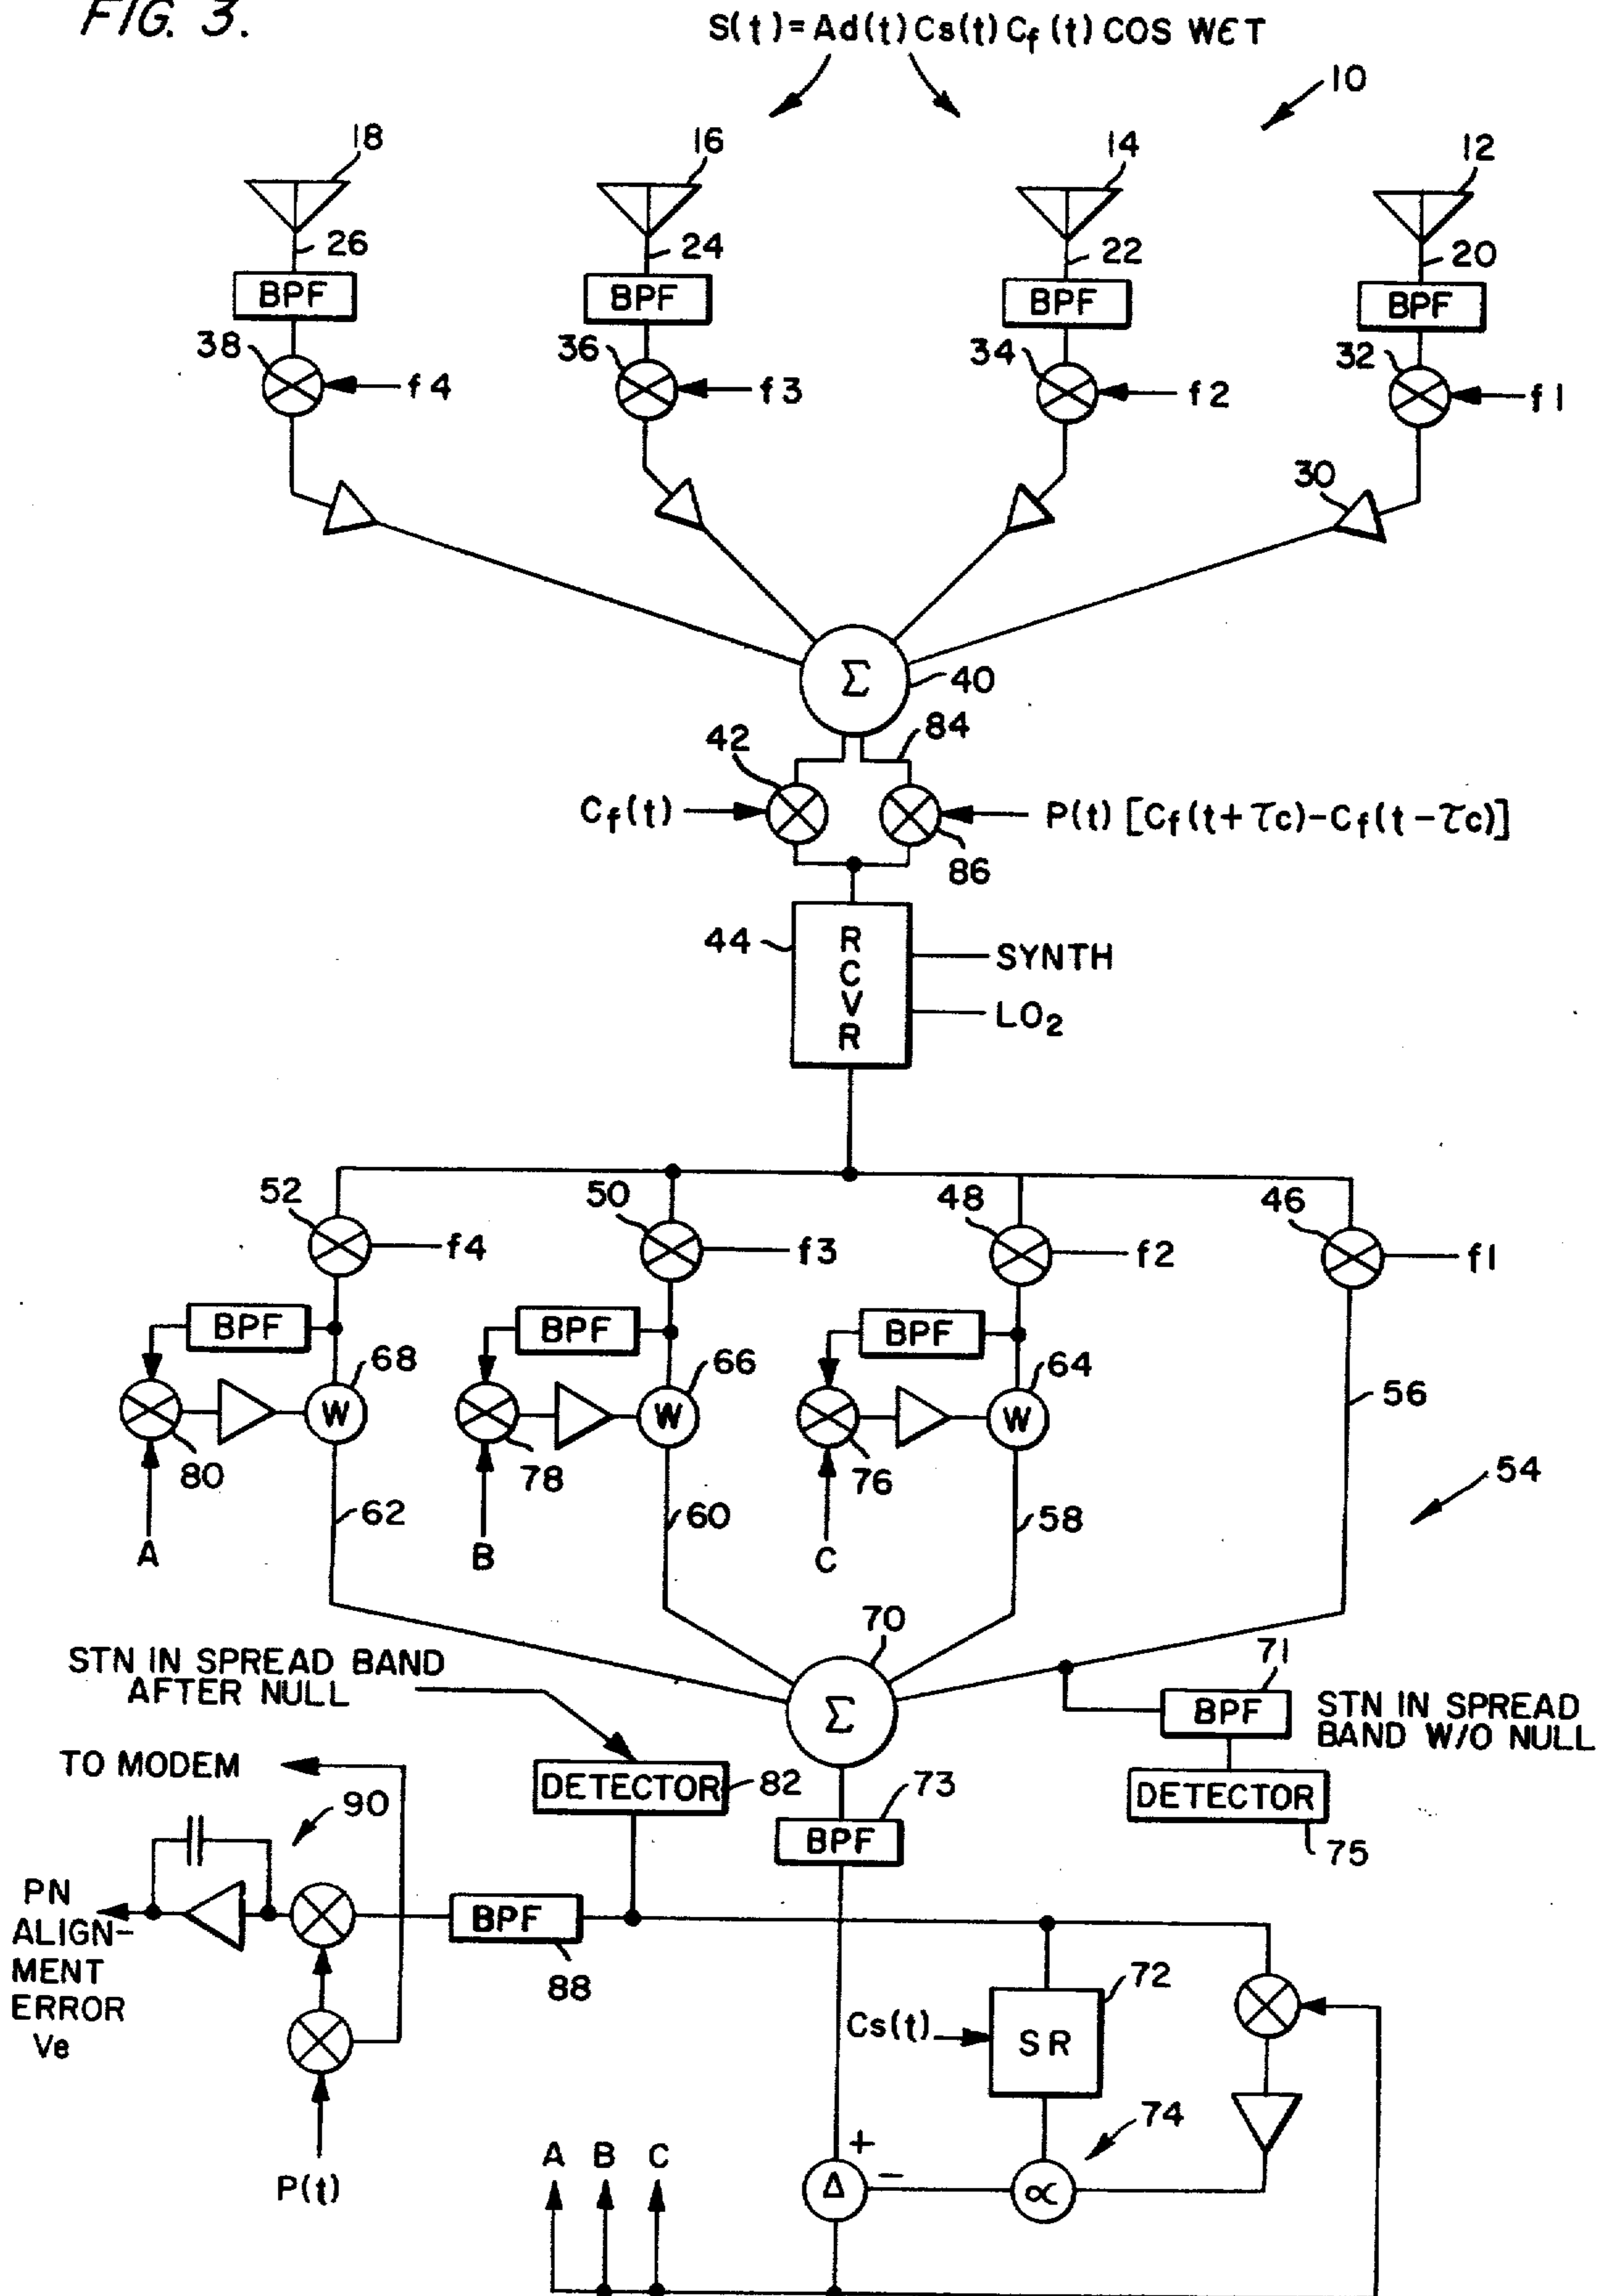 FIG. 3.
S(t)=Ad(t)Cs(t)Cf(t) COS WЄT
10
18
16
14
12
26
24
22
20
BPF
BPF
BPF
BPF
38
36
34
32
f4
f3
f2
f1
30
Σ
40
42
84
Cf(t)
P(t) [Cf(t+τc)-Cf(t-τc)]
86
44
RCVR
SYNTH
LO2
52
50
48
46
f4
f3
f2
f1
BPF
BPF
BPF
68
66
64
W
W
W
56
80
78
76
54
62
60
58
A
B
C
70
STN IN SPREAD BAND
AFTER NULL
Σ
71
BPF
STN IN SPREAD
BAND W/O NULL
TO MODEM
DETECTOR
82
73
DETECTOR
90
BPF
75
PN
ALIGN-
MENT
ERROR
Ve
BPF
88
72
Cs(t)
SR
74
P(t)
A
B
C
+
-
Δ
∝